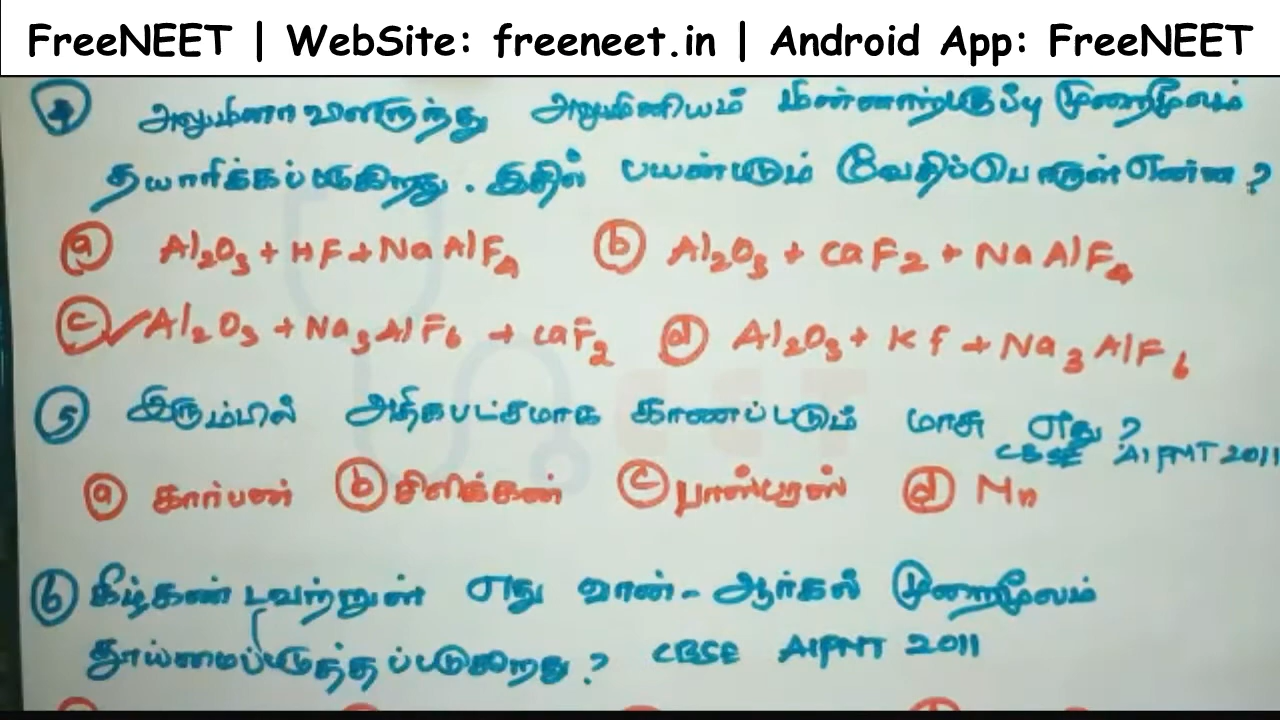 FreeNEET | WebSite: freeneet.in | Android App: FreeNEET
4 அலுமினாவிலிருந்து அலுமினியம் மின்னாற்பகுப்பு முறைமூலம்
தயாரிக்கப்படுகிறது. இதில் பயன்படும் வேதிப்பொருள் என்ன?
a Al2O3 + HF + NaAlF4 b Al2O3 + CaF2 + NaAlF4
c ✓ Al2O3 + Na3AlF6 + CaF2 d Al2O3 + KF + Na3AlF6
5 இரும்பில் அதிகபட்சமாக காணப்படும் மாசு எது?
CBSE AIPMT 2011
a கார்பன் b சிலிக்கன் c பாஸ்பரஸ் d Mn
6 கீழ்கண்டவற்றுள் எது வான்-ஆர்கல் முறைமூலம்
தூய்மைப்படுத்தப்படுகிறது? CBSE AIPMT 2011